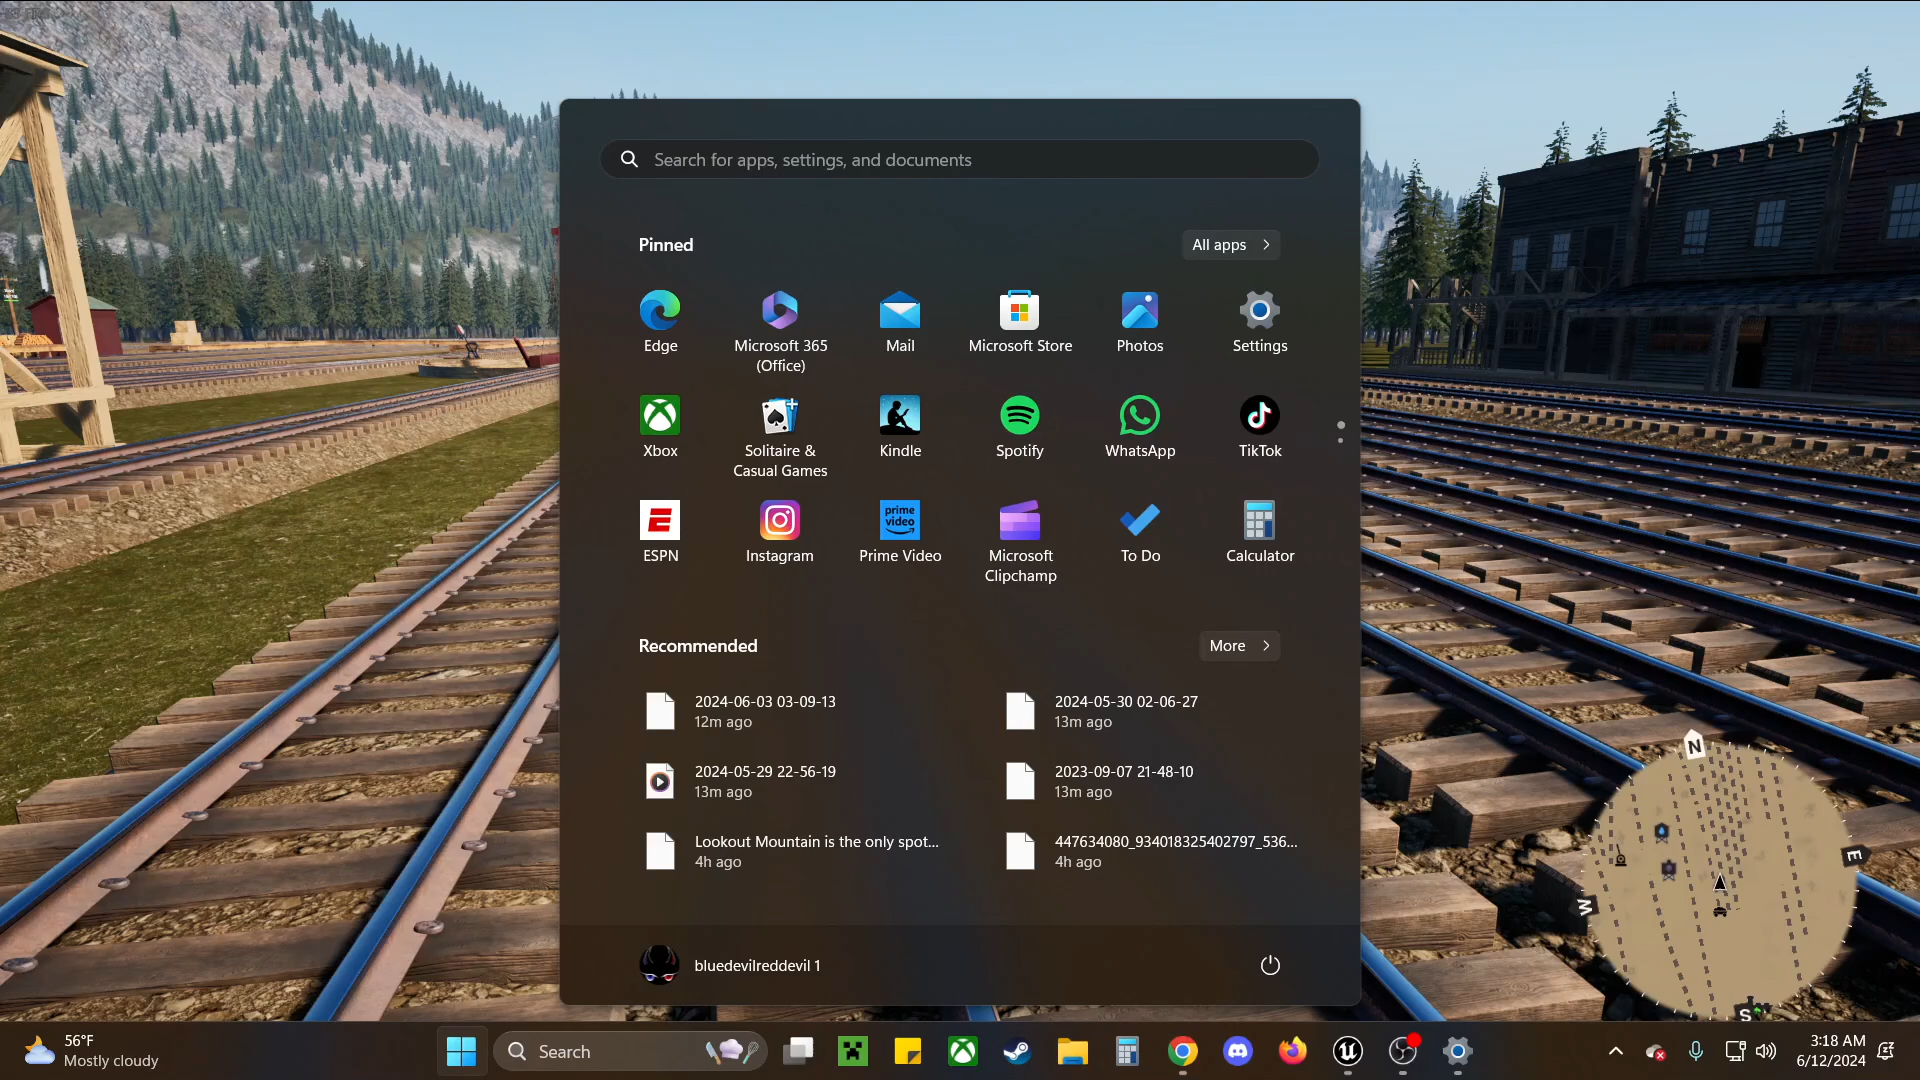 Search for apps, settings, and documents
Pinned
All apps
Edge
Microsoft 365
(Office)
Mail
Microsoft Store
Photos
Settings
Xbox
Solitaire &
Casual Games
Kindle
Spotify
WhatsApp
TikTok
E
prime
video
ESPN
Instagram
Prime Video
Microsoft
Clipchamp
To Do
Calculator
Recommended
More
2024-06-03 03-09-13
12m ago
2024-05-30 02-06-27
13m ago
2024-05-29 22-56-19
13m ago
2023-09-07 21-48-10
13m ago
Lookout Mountain is the only spot...
4h ago
447634080_934018325402797_536...
4h ago
N
E
W
S
bluedevilreddevil 1
56°F
Mostly cloudy
Search
3:18 AM
6/12/2024